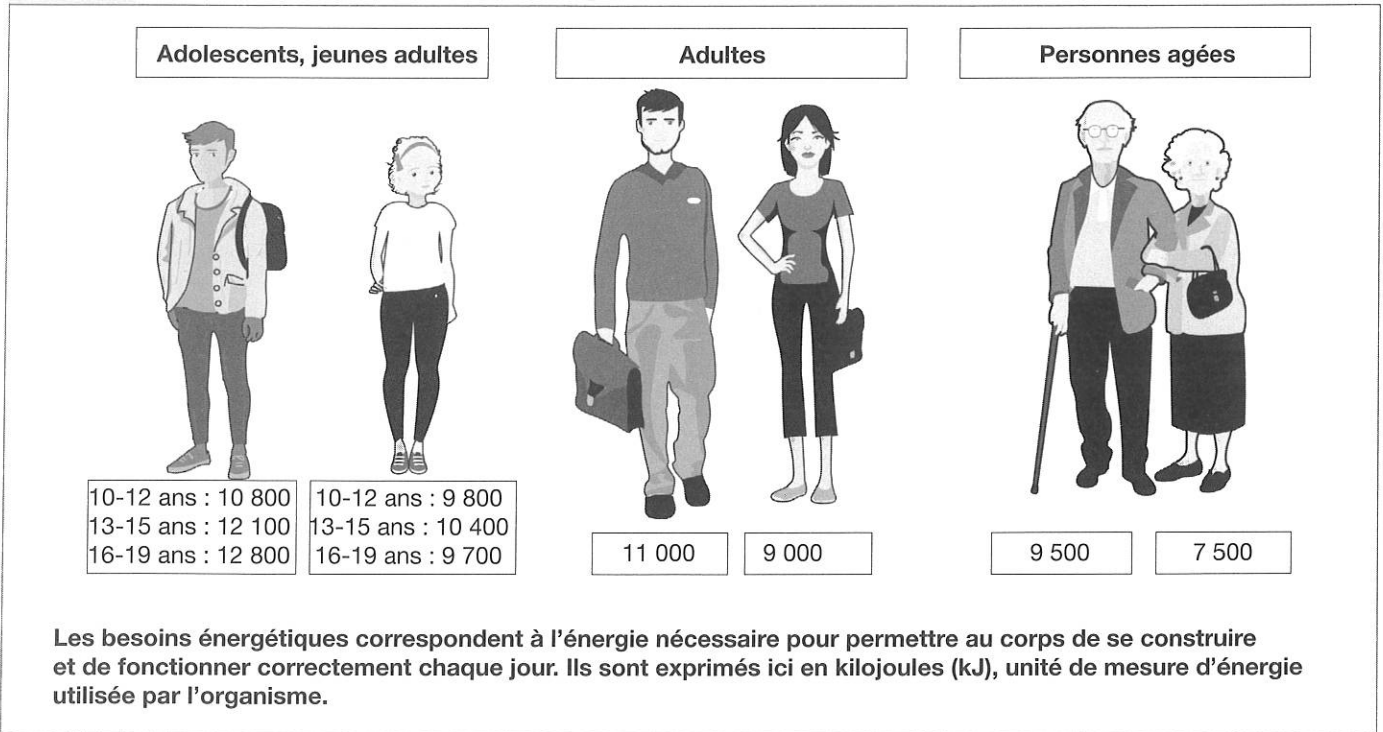 Adolescents, jeunes adultes
Adultes
Personnes agées
10-12 ans : 10 800
13-15 ans : 12 100
16-19 ans : 12 800
10-12 ans : 9 800
13-15 ans : 10 400
16-19 ans : 9 700
11 000
9 000
9 500
7 500
Les besoins énergétiques correspondent à l'énergie nécessaire pour permettre au corps de se construire
et de fonctionner correctement chaque jour. Ils sont exprimés ici en kilojoules (kJ), unité de mesure d'énergie
utilisée par l'organisme.